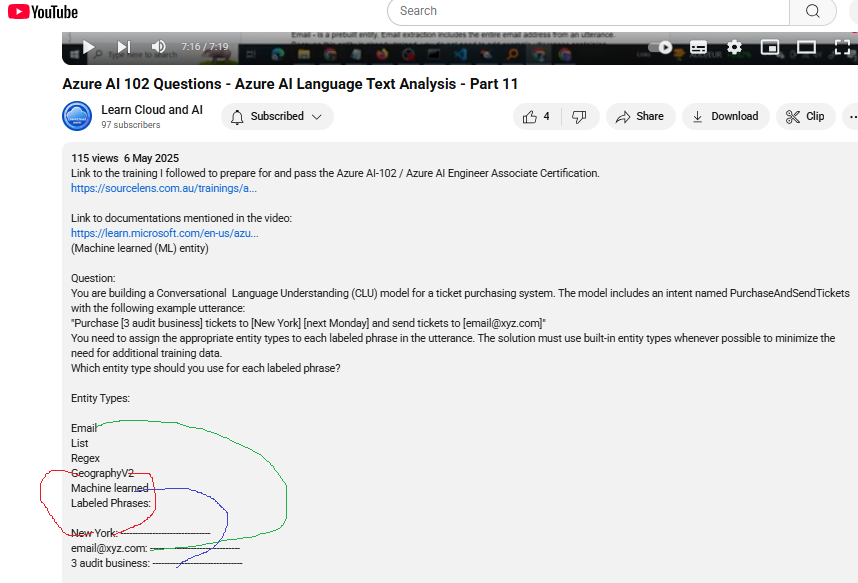 YouTube
Search
Email - is a prebuilt entity. Email extraction includes the entire email address from an utterance.
7:16 / 7:19
Type here to search
Azure AI 102 Questions - Azure AI Language Text Analysis - Part 11
Learn Cloud and AI
97 subscribers
Subscribed
4
Share
Download
Clip
115 views 6 May 2025
Link to the training I followed to prepare for and pass the Azure AI-102 / Azure AI Engineer Associate Certification.
https://sourcelens.com.au/trainings/a...
Link to documentations mentioned in the video:
https://learn.microsoft.com/en-us/azu...
(Machine learned (ML) entity)
Question:
You are building a Conversational Language Understanding (CLU) model for a ticket purchasing system. The model includes an intent named PurchaseAndSendTickets
with the following example utterance:
"Purchase [3 audit business] tickets to [New York] [next Monday] and send tickets to [email@xyz.com]"
You need to assign the appropriate entity types to each labeled phrase in the utterance. The solution must use built-in entity types whenever possible to minimize the
need for additional training data.
Which entity type should you use for each labeled phrase?
Entity Types:
Email
List
Regex
GeographyV2
Machine learned
Labeled Phrases:
New York: -------------------------------
email@xyz.com: -------------------------------
3 audit business: -------------------------------